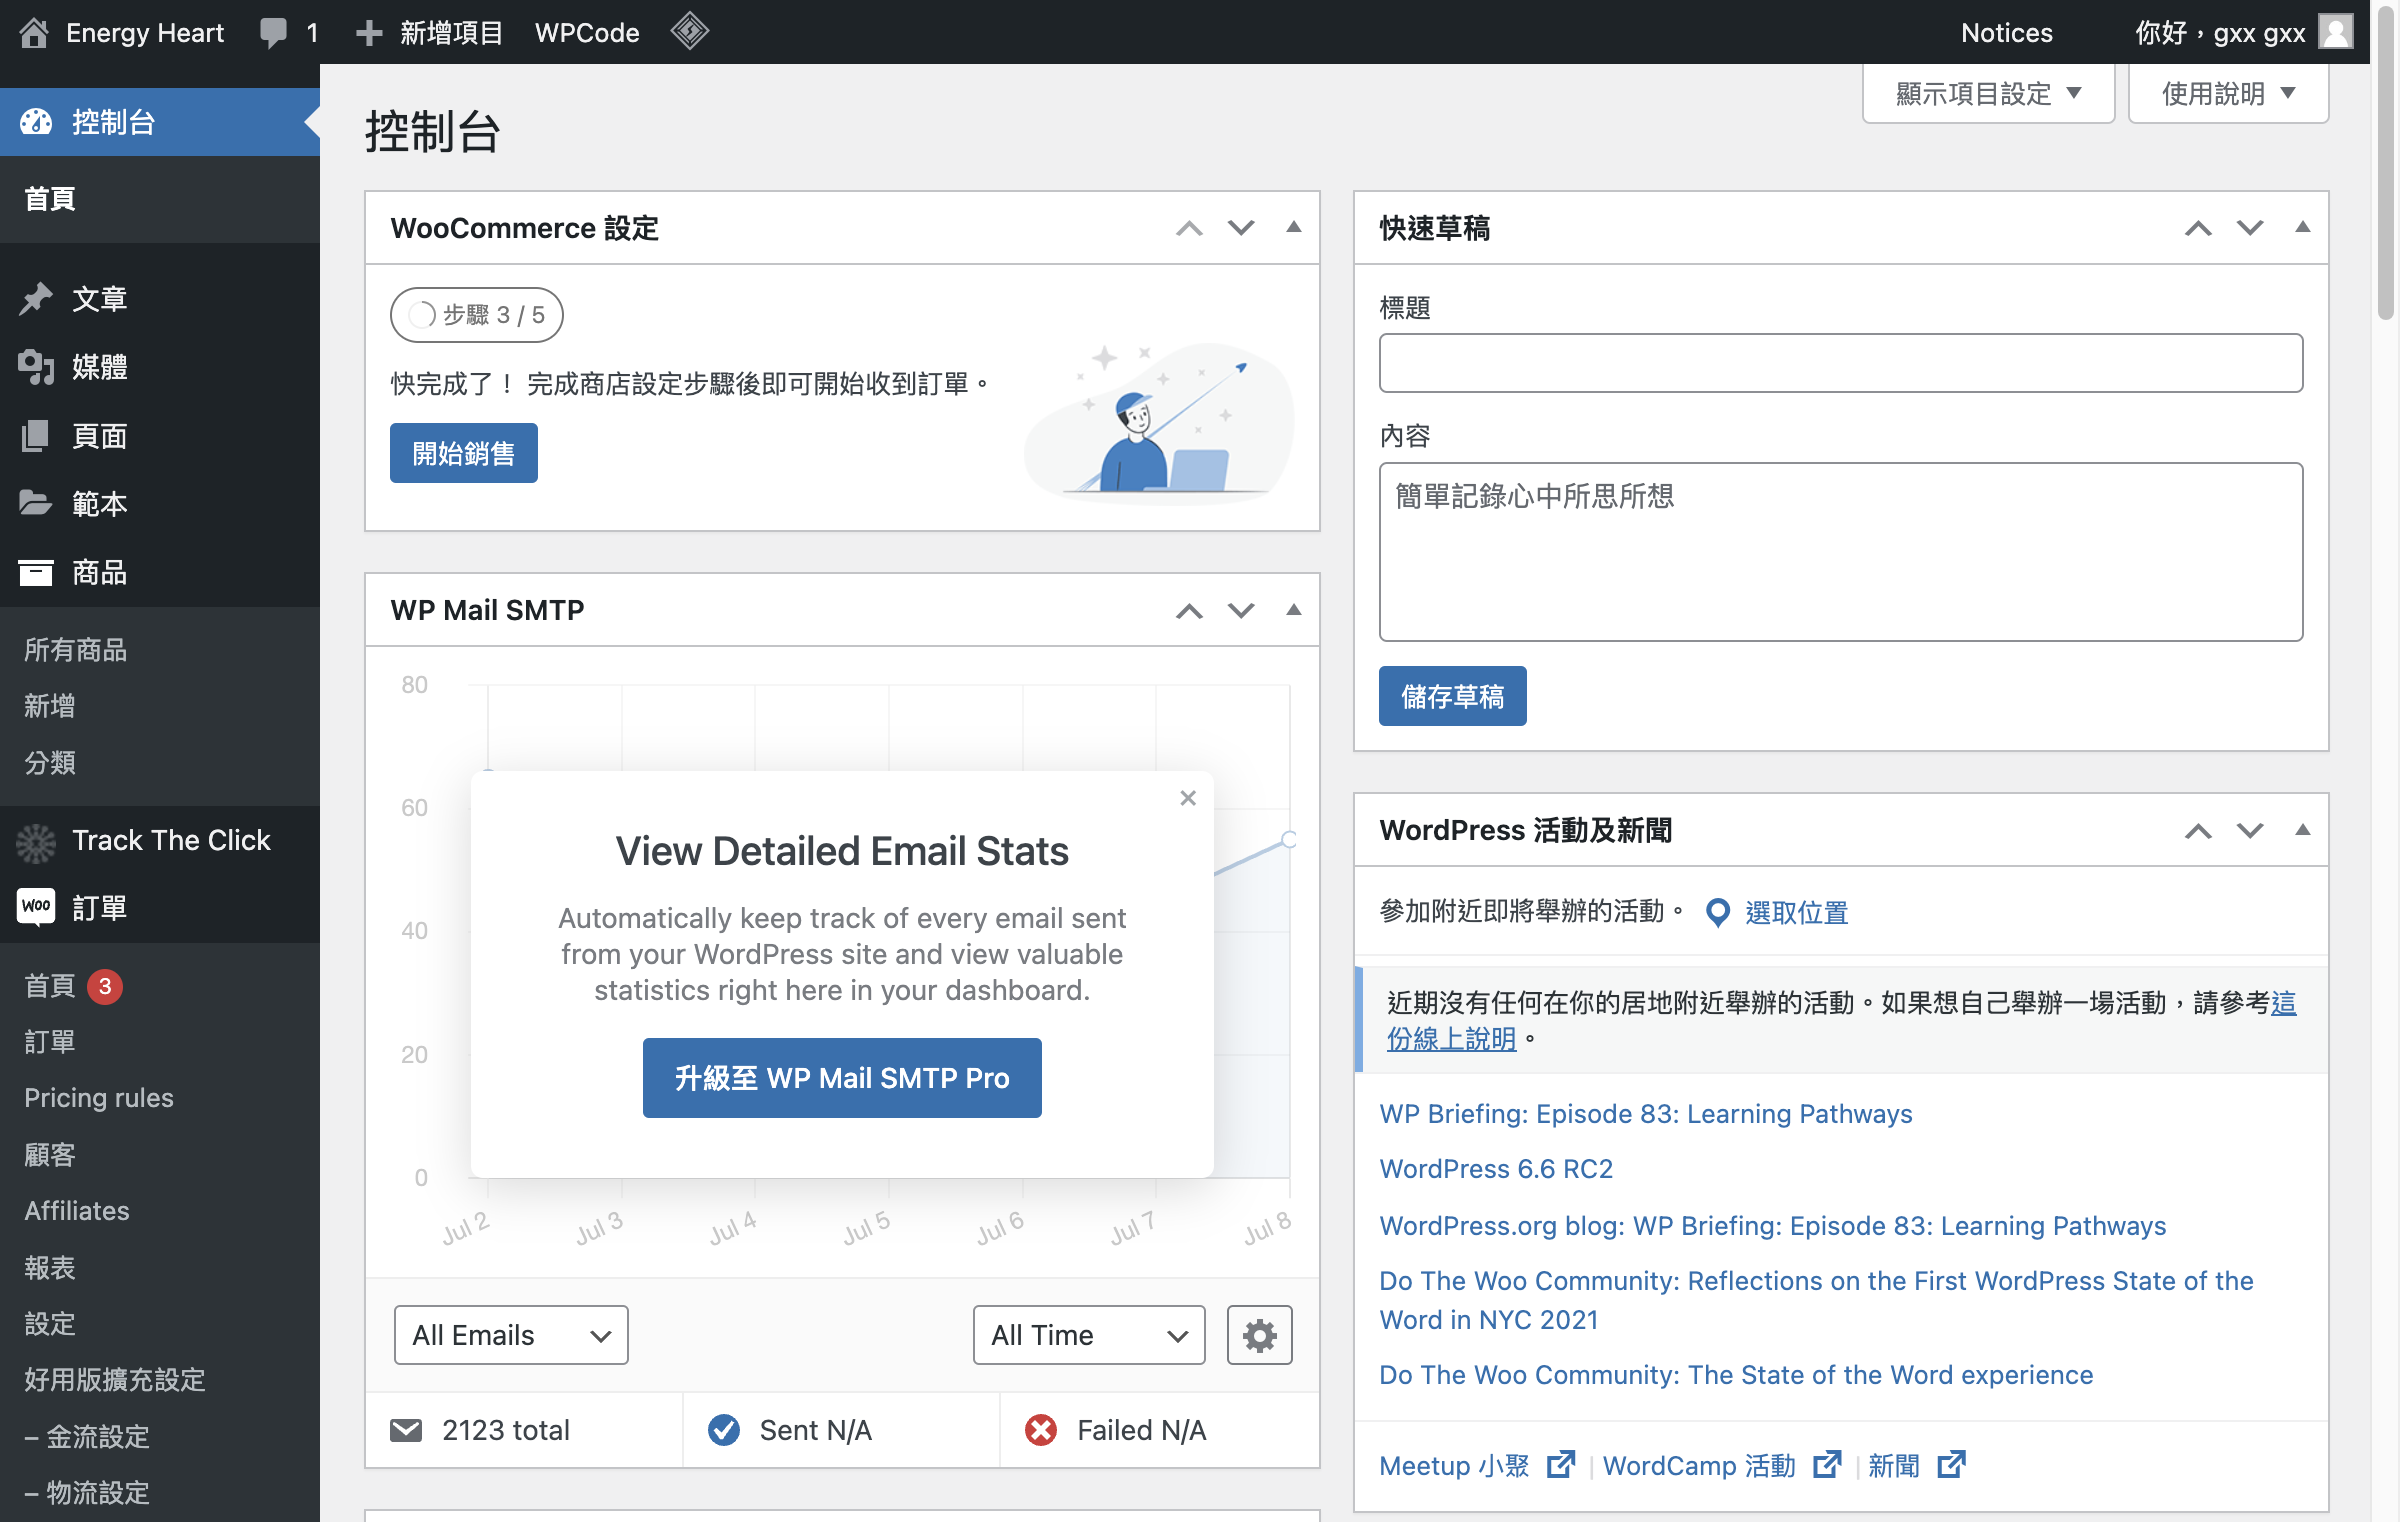 Energy Heart
1
新增項目
WPCode
Notices
你好，gxx gxx
控制台
首頁
文章
媒體
頁面
範本
商品
所有商品
新增
分類
Track The Click
Woo 訂單
首頁 3
訂單
Pricing rules
顧客
Affiliates
報表
設定
好用版擴充設定
– 金流設定
– 物流設定
顯示項目設定
使用說明
控制台
WooCommerce 設定
步驟 3 / 5
快完成了！ 完成商店設定步驟後即可開始收到訂單。
開始銷售
WP Mail SMTP
80
60
40
20
0
Jul 2
Jul 3
Jul 4
Jul 5
Jul 6
Jul 7
Jul 8
View Detailed Email Stats
Automatically keep track of every email sent
from your WordPress site and view valuable
statistics right here in your dashboard.
升級至 WP Mail SMTP Pro
All Emails
All Time
2123 total
Sent N/A
Failed N/A
快速草稿
標題
內容
簡單記錄心中所思所想
儲存草稿
WordPress 活動及新聞
參加附近即將舉辦的活動。 選取位置
近期沒有任何在你的居地附近舉辦的活動。如果想自己舉辦一場活動，請參考這
份線上說明。
WP Briefing: Episode 83: Learning Pathways
WordPress 6.6 RC2
WordPress.org blog: WP Briefing: Episode 83: Learning Pathways
Do The Woo Community: Reflections on the First WordPress State of the
Word in NYC 2021
Do The Woo Community: The State of the Word experience
Meetup 小聚 | WordCamp 活動 | 新聞